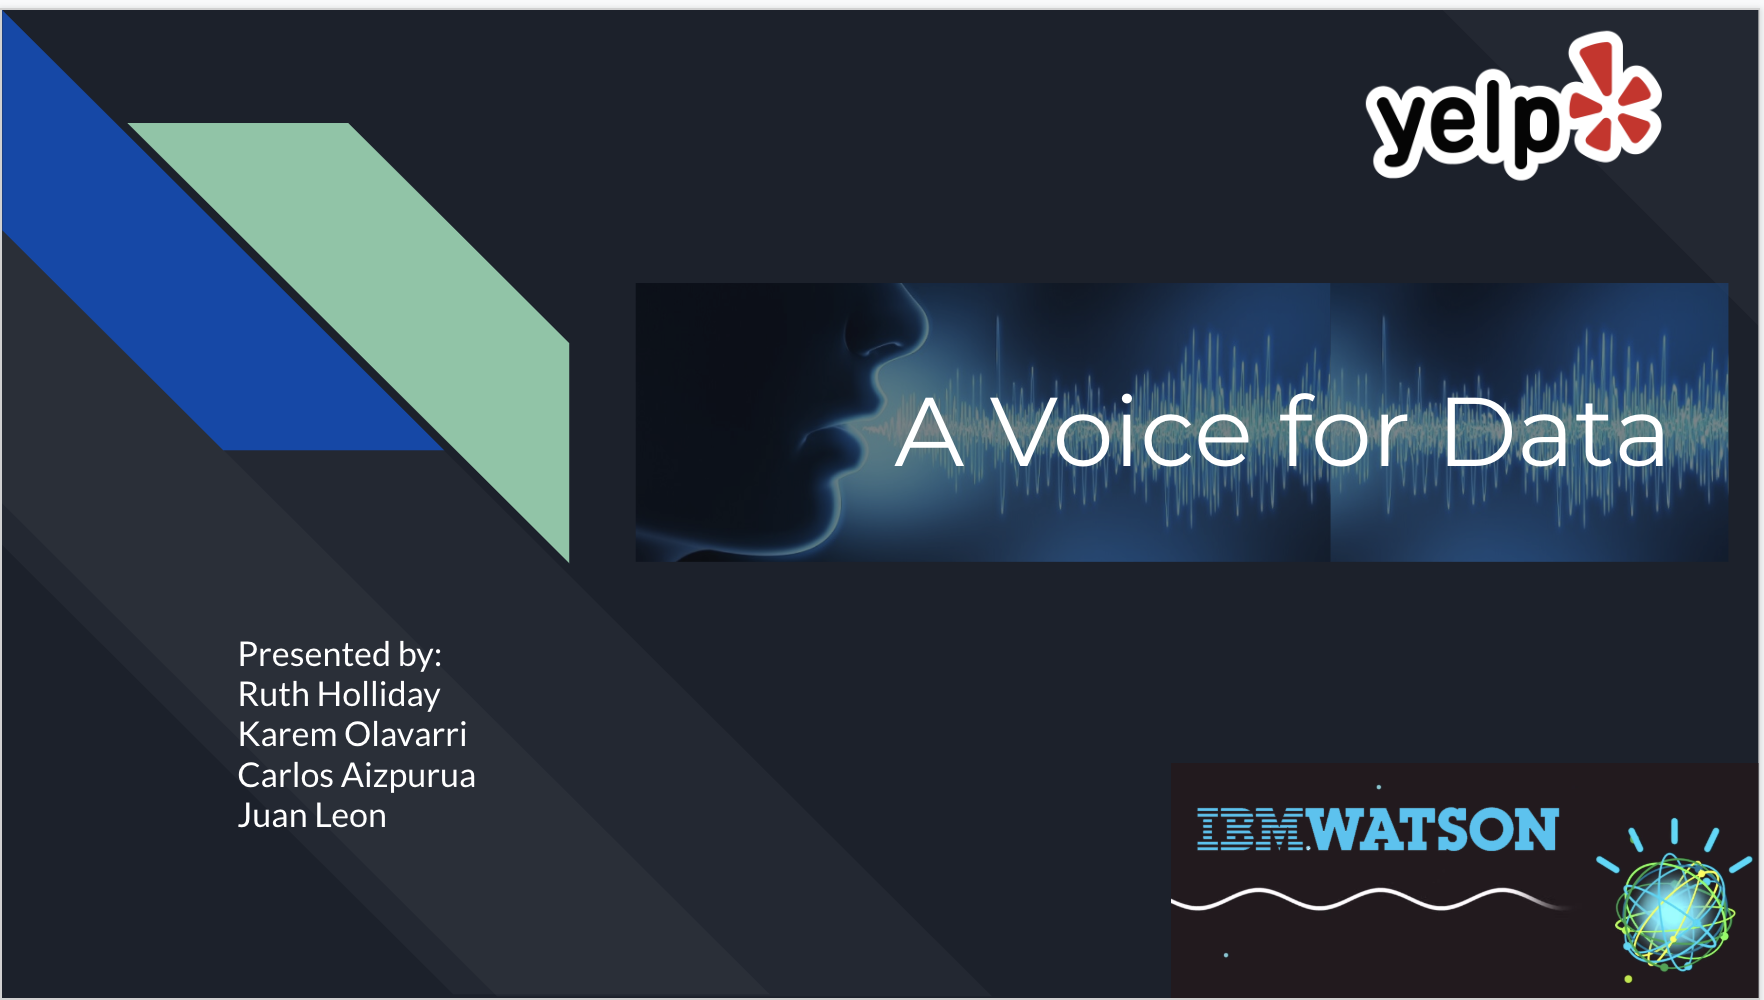 yelp
A Voice for Data
Presented by:
Ruth Holliday
Karem Olavarri
Carlos Aizpurua
Juan Leon
IBM WATSON